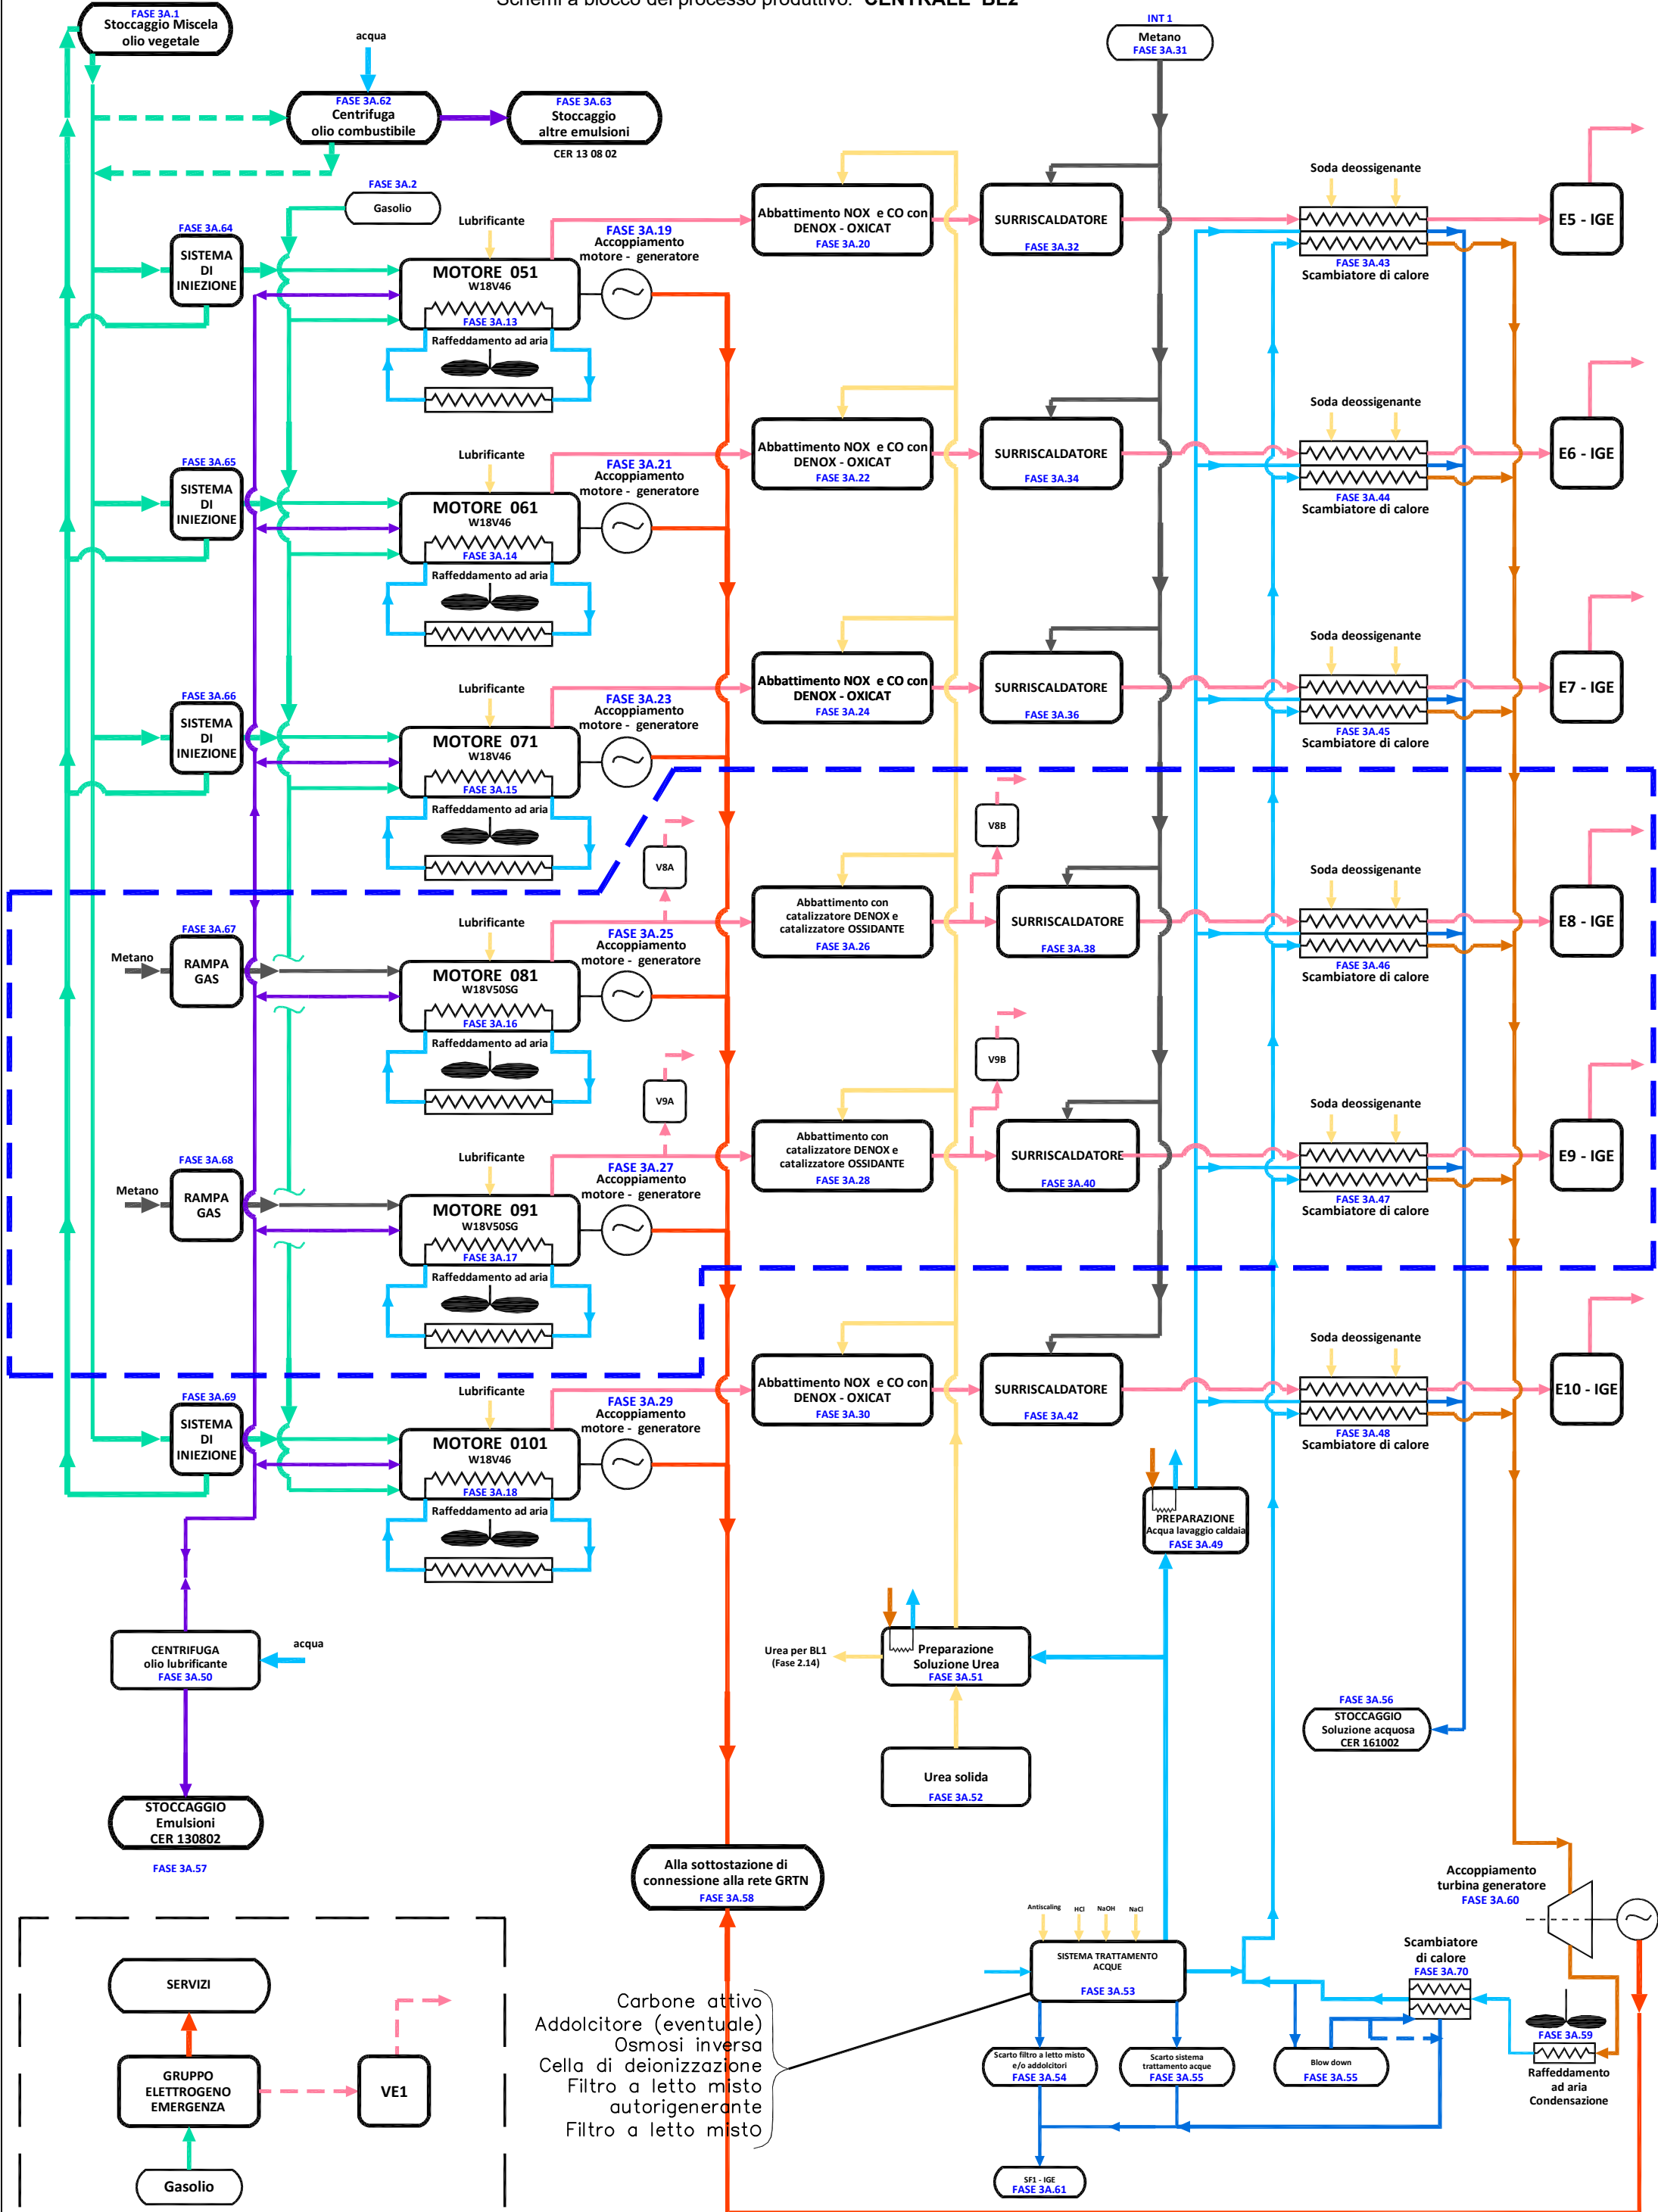 Schemi a blocco del processo produttivo: CENTRALE BL2
FASE 3A.1
Stoccaggio Miscela
olio vegetale
acqua
FASE 3A.62
Centrifuga
olio combustibile
FASE 3A.63
Stoccaggio
altre emulsioni
CER 13 08 02
INT 1
Metano
FASE 3A.31
FASE 3A.2
Gasolio
FASE 3A.64
SISTEMA
DI
INIEZIONE
Lubrificante
MOTORE 051
W18V46
FASE 3A.13
Raffeddamento ad aria
FASE 3A.19
Accoppiamento
motore - generatore
Abbattimento NOX e CO con
DENOX - OXICAT
FASE 3A.20
SURRISCALDATORE
FASE 3A.32
Soda deossigenante
FASE 3A.43
Scambiatore di calore
E5 - IGE
FASE 3A.65
SISTEMA
DI
INIEZIONE
Lubrificante
MOTORE 061
W18V46
FASE 3A.14
Raffeddamento ad aria
FASE 3A.21
Accoppiamento
motore - generatore
Abbattimento NOX e CO con
DENOX - OXICAT
FASE 3A.22
SURRISCALDATORE
FASE 3A.34
Soda deossigenante
FASE 3A.44
Scambiatore di calore
E6 - IGE
FASE 3A.66
SISTEMA
DI
INIEZIONE
Lubrificante
MOTORE 071
W18V46
FASE 3A.15
Raffeddamento ad aria
FASE 3A.23
Accoppiamento
motore - generatore
Abbattimento NOX e CO con
DENOX - OXICAT
FASE 3A.24
SURRISCALDATORE
FASE 3A.36
Soda deossigenante
FASE 3A.45
Scambiatore di calore
E7 - IGE
V8A
V8B
FASE 3A.67
Metano
RAMPA
GAS
Lubrificante
MOTORE 081
W18V50SG
FASE 3A.16
Raffeddamento ad aria
FASE 3A.25
Accoppiamento
motore - generatore
Abbattimento con
catalizzatore DENOX e
catalizzatore OSSIDANTE
FASE 3A.26
SURRISCALDATORE
FASE 3A.38
Soda deossigenante
FASE 3A.46
Scambiatore di calore
E8 - IGE
V9A
V9B
FASE 3A.68
Metano
RAMPA
GAS
Lubrificante
MOTORE 091
W18V50SG
FASE 3A.17
Raffeddamento ad aria
FASE 3A.27
Accoppiamento
motore - generatore
Abbattimento con
catalizzatore DENOX e
catalizzatore OSSIDANTE
FASE 3A.28
SURRISCALDATORE
FASE 3A.40
Soda deossigenante
FASE 3A.47
Scambiatore di calore
E9 - IGE
FASE 3A.69
SISTEMA
DI
INIEZIONE
Lubrificante
MOTORE 0101
W18V46
FASE 3A.18
Raffeddamento ad aria
FASE 3A.29
Accoppiamento
motore - generatore
Abbattimento NOX e CO con
DENOX - OXICAT
FASE 3A.30
SURRISCALDATORE
FASE 3A.42
Soda deossigenante
FASE 3A.48
Scambiatore di calore
E10 - IGE
PREPARAZIONE
Acqua lavaggio caldaia
FASE 3A.49
CENTRIFUGA
olio lubrificante
FASE 3A.50
acqua
Urea per BL1
(Fase 2.14)
Preparazione
Soluzione Urea
FASE 3A.51
Urea solida
FASE 3A.52
FASE 3A.56
STOCCAGGIO
Soluzione acquosa
CER 161002
STOCCAGGIO
Emulsioni
CER 130802
FASE 3A.57
Alla sottostazione di
connessione alla rete GRTN
FASE 3A.58
Accoppiamento
turbina generatore
FASE 3A.60
Antiscaling
HCl
NaOH
NaCl
SISTEMA TRATTAMENTO
ACQUE
FASE 3A.53
Scambiatore
di calore
FASE 3A.70
FASE 3A.59
Raffeddamento
ad aria
Condensazione
Carbone attivo
Addolcitore (eventuale)
Osmosi inversa
Cella di deionizzazione
Filtro a letto misto
autorigenerante
Filtro a letto misto
Scarto filtro a letto misto
e/o addolcitori
FASE 3A.54
Scarto sistema
trattamento acque
FASE 3A.55
Blow down
FASE 3A.55
SF1 - IGE
FASE 3A.61
SERVIZI
GRUPPO
ELETTROGENO
EMERGENZA
VE1
Gasolio